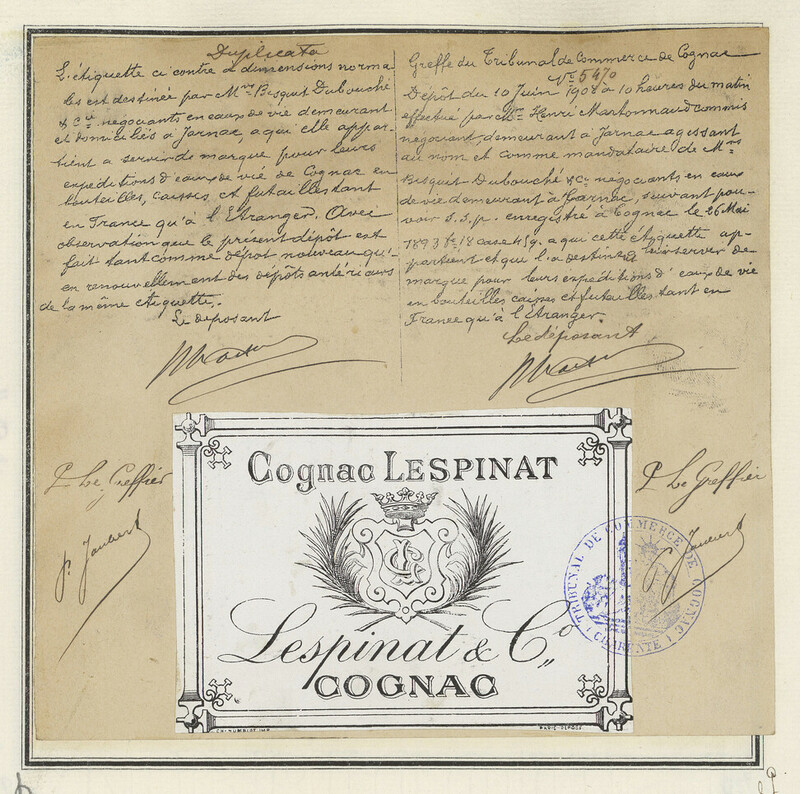 Duplicata
L'étiquette ci contre à dimensions norma
les est destinée par Mrs Bisquit Dubouché
& Cie négociants en eaux de vie demeurant
et domiciliés à Jarnac, a qui elle appar-
tient a servir de marque pour leurs
expéditions d'eaux de vie de Cognac en
bouteilles, caisses, et futailles tant
en France qu'à l'Etranger. Avec
observation que le présent dépôt est
fait tant comme dépôt nouveau qu'
en renouvellement des dépôts antérieurs
de la même étiquette.
Le déposant
Greffe du Tribunal de Commerce de Cognac
No 5470
Dépôt du 10 Juin 1908 à 10 heures du matin
effectué par Mr Henri Marbonnaud commis
négociant, demeurant à Jarnac agissant
au nom et comme mandataire de Mrs
Bisquit Dubouché & Co négociants en eaux
de vie demeurant à Jarnac, suivant pou-
voir S.S.p. enregistré à Cognac le 26 Mai
1893 fo 18 case 459. a qui cette étiquette ap-
partient et qui l'a destinée à servir de
marque pour leurs expéditions d'eaux de vie
en bouteilles caisses et futailles tant en
France qu'à l'Etranger.
Le déposant
P Le Greffier
P Le Greffier
Cognac LESPINAT
Lespinat & Co
COGNAC
TRIBUNAL DE COMMERCE DE COGNAC
(CHARENTE)